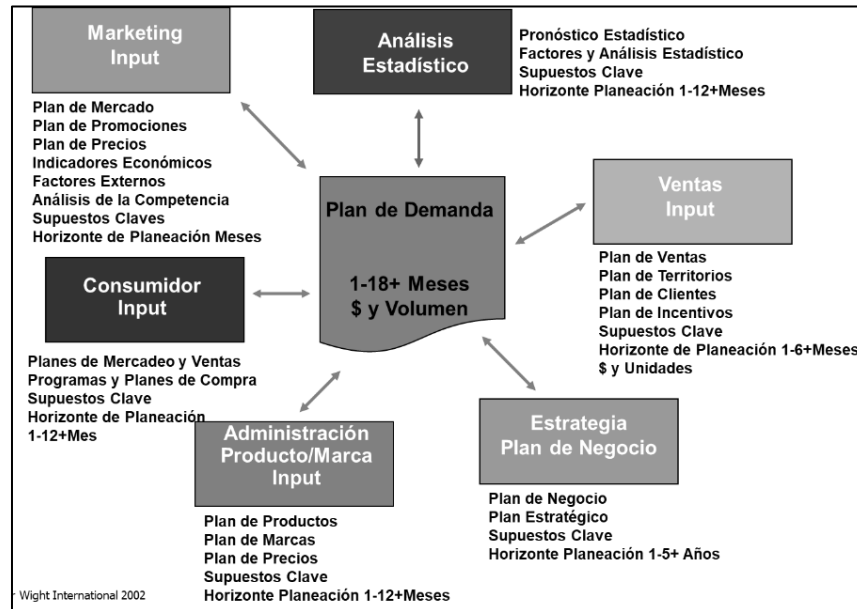 Marketing
Input
Plan de Mercado
Plan de Promociones
Plan de Precios
Indicadores Económicos
Factores Externos
Análisis de la Competencia
Supuestos Claves
Horizonte de Planeación Meses
Análisis
Estadístico
Pronóstico Estadístico
Factores y Análisis Estadístico
Supuestos Clave
Horizonte Planeación 1-12+Meses
Plan de Demanda
1-18+ Meses
$ y Volumen
Ventas
Input
Plan de Ventas
Plan de Territorios
Plan de Clientes
Plan de Incentivos
Supuestos Clave
Horizonte de Planeación 1-6+Meses
$ y Unidades
Consumidor
Input
Planes de Mercadeo y Ventas
Programas y Planes de Compra
Supuestos Clave
Horizonte de Planeación
1-12+Mes
Administración
Producto/Marca
Input
Plan de Productos
Plan de Marcas
Plan de Precios
Supuestos Clave
Horizonte Planeación 1-12+Meses
Estrategia
Plan de Negocio
Plan de Negocio
Plan Estratégico
Supuestos Clave
Horizonte Planeación 1-5+ Años
Wight International 2002